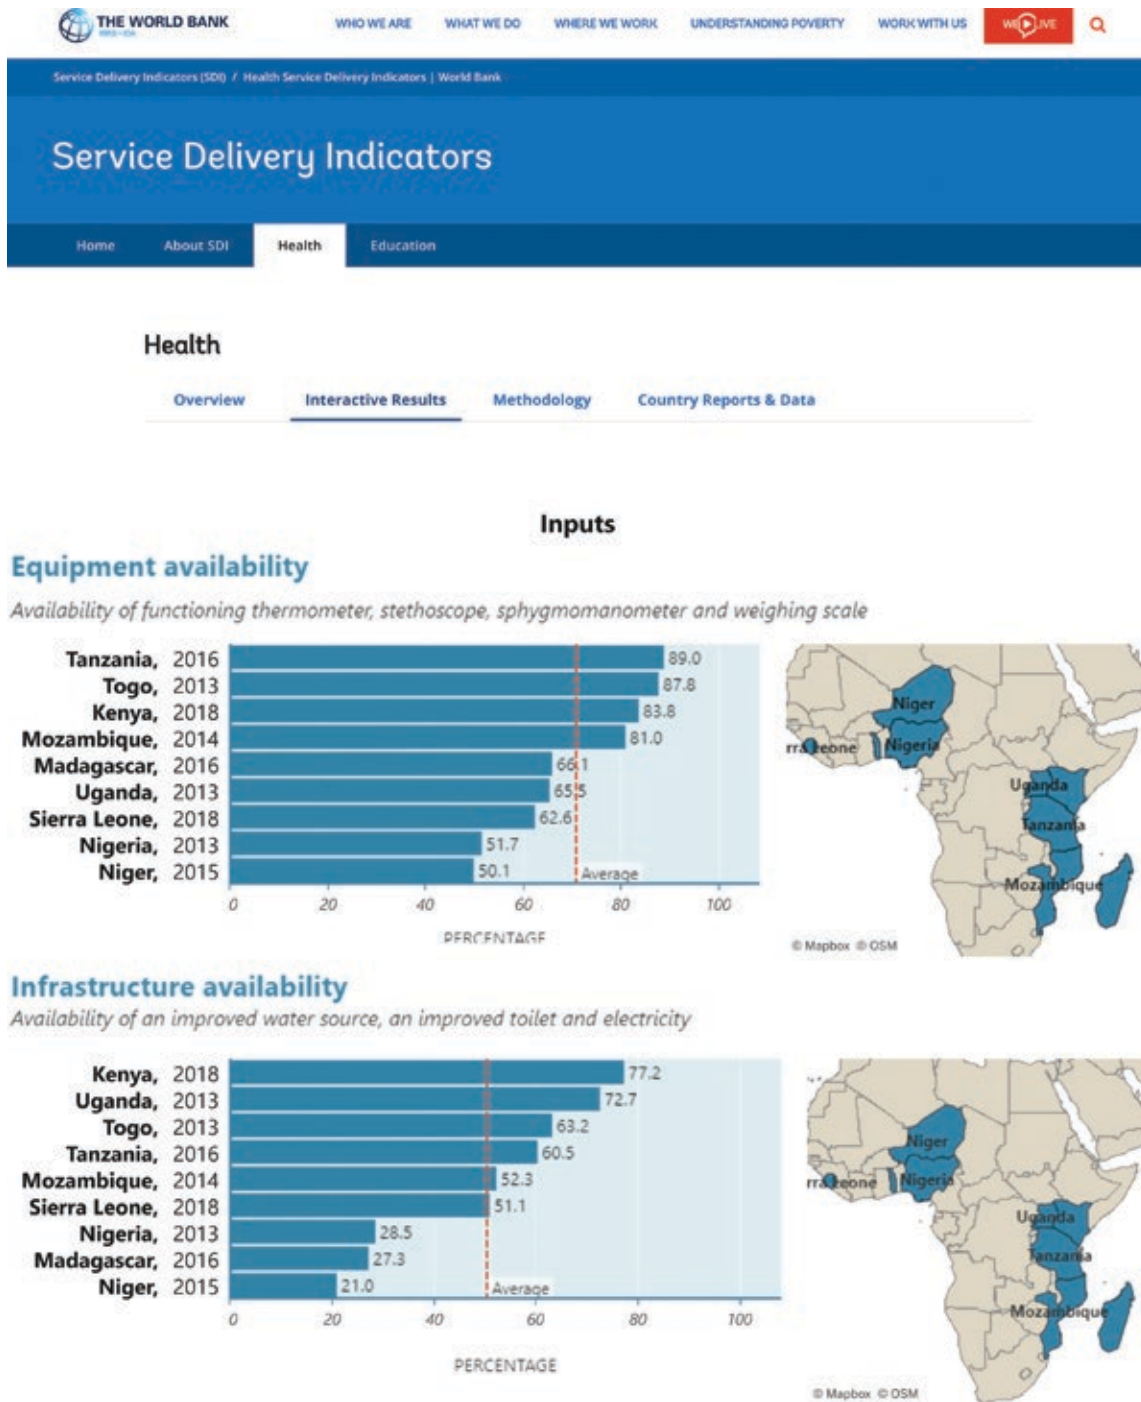 THE WORLD BANK
IBRD • IDA
WHO WE ARE WHAT WE DO WHERE WE WORK UNDERSTANDING POVERTY WORK WITH US
Service Delivery Indicators (SDI) / Health Service Delivery Indicators | World Bank
Service Delivery Indicators
Home About SDI Health Education
Health
Overview Interactive Results Methodology Country Reports & Data
Inputs
Equipment availability
Availability of functioning thermometer, stethoscope, sphygmomanometer and weighing scale
Tanzania, 2016 89.0
Togo, 2013 87.8
Kenya, 2018 83.8
Mozambique, 2014 81.0
Madagascar, 2016 66.1
Uganda, 2013 65.5
Sierra Leone, 2018 62.6
Nigeria, 2013 51.7
Niger, 2015 50.1
Average
0 20 40 60 80 100
PERCENTAGE
Niger
rra Leone
Nigeria
Uganda
Tanzania
Mozambique
© Mapbox © OSM
Infrastructure availability
Availability of an improved water source, an improved toilet and electricity
Kenya, 2018 77.2
Uganda, 2013 72.7
Togo, 2013 63.2
Tanzania, 2016 60.5
Mozambique, 2014 52.3
Sierra Leone, 2018 51.1
Nigeria, 2013 28.5
Madagascar, 2016 27.3
Niger, 2015 21.0
Average
0 20 40 60 80 100
PERCENTAGE
Niger
rra Leone
Nigeria
Uganda
Tanzania
Mozambique
© Mapbox © OSM